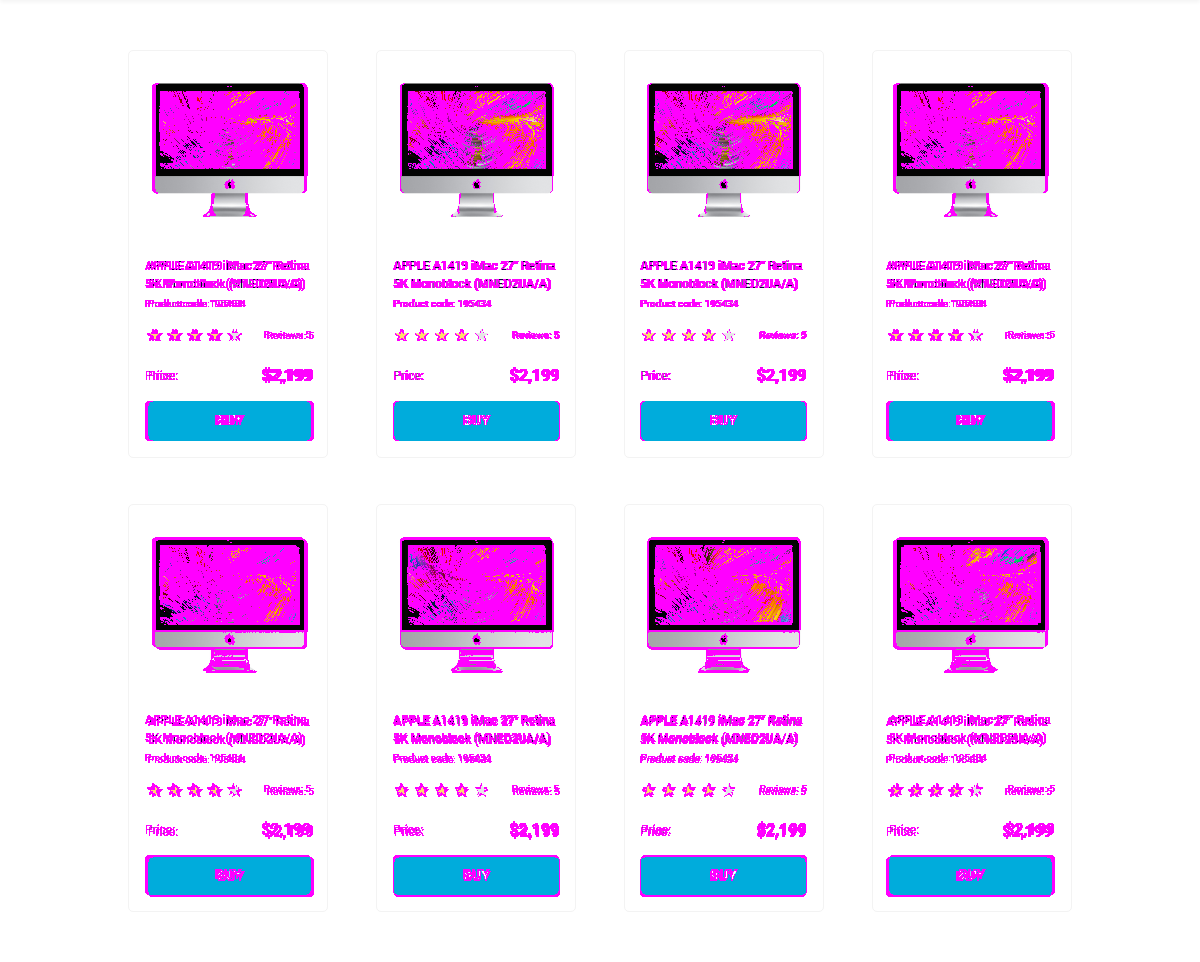 APPLE A1419 iMac 27" Retina
5K Monoblock (MNED2UA/A)
Product code: 195434
Reviews: 5
Price:
$2,199
BUY
APPLE A1419 iMac 27" Retina
5K Monoblock (MNED2UA/A)
Product code: 195434
Reviews: 5
Price:
$2,199
BUY
APPLE A1419 iMac 27" Retina
5K Monoblock (MNED2UA/A)
Product code: 195434
Reviews: 5
Price:
$2,199
BUY
APPLE A1419 iMac 27" Retina
5K Monoblock (MNED2UA/A)
Product code: 195434
Reviews: 5
Price:
$2,199
BUY
APPLE A1419 iMac 27" Retina
5K Monoblock (MNED2UA/A)
Product code: 195434
Reviews: 5
Price:
$2,199
BUY
APPLE A1419 iMac 27" Retina
5K Monoblock (MNED2UA/A)
Product code: 195434
Reviews: 5
Price:
$2,199
BUY
APPLE A1419 iMac 27" Retina
5K Monoblock (MNED2UA/A)
Product code: 195434
Reviews: 5
Price:
$2,199
BUY
APPLE A1419 iMac 27" Retina
5K Monoblock (MNED2UA/A)
Product code: 195434
Reviews: 5
Price:
$2,199
BUY